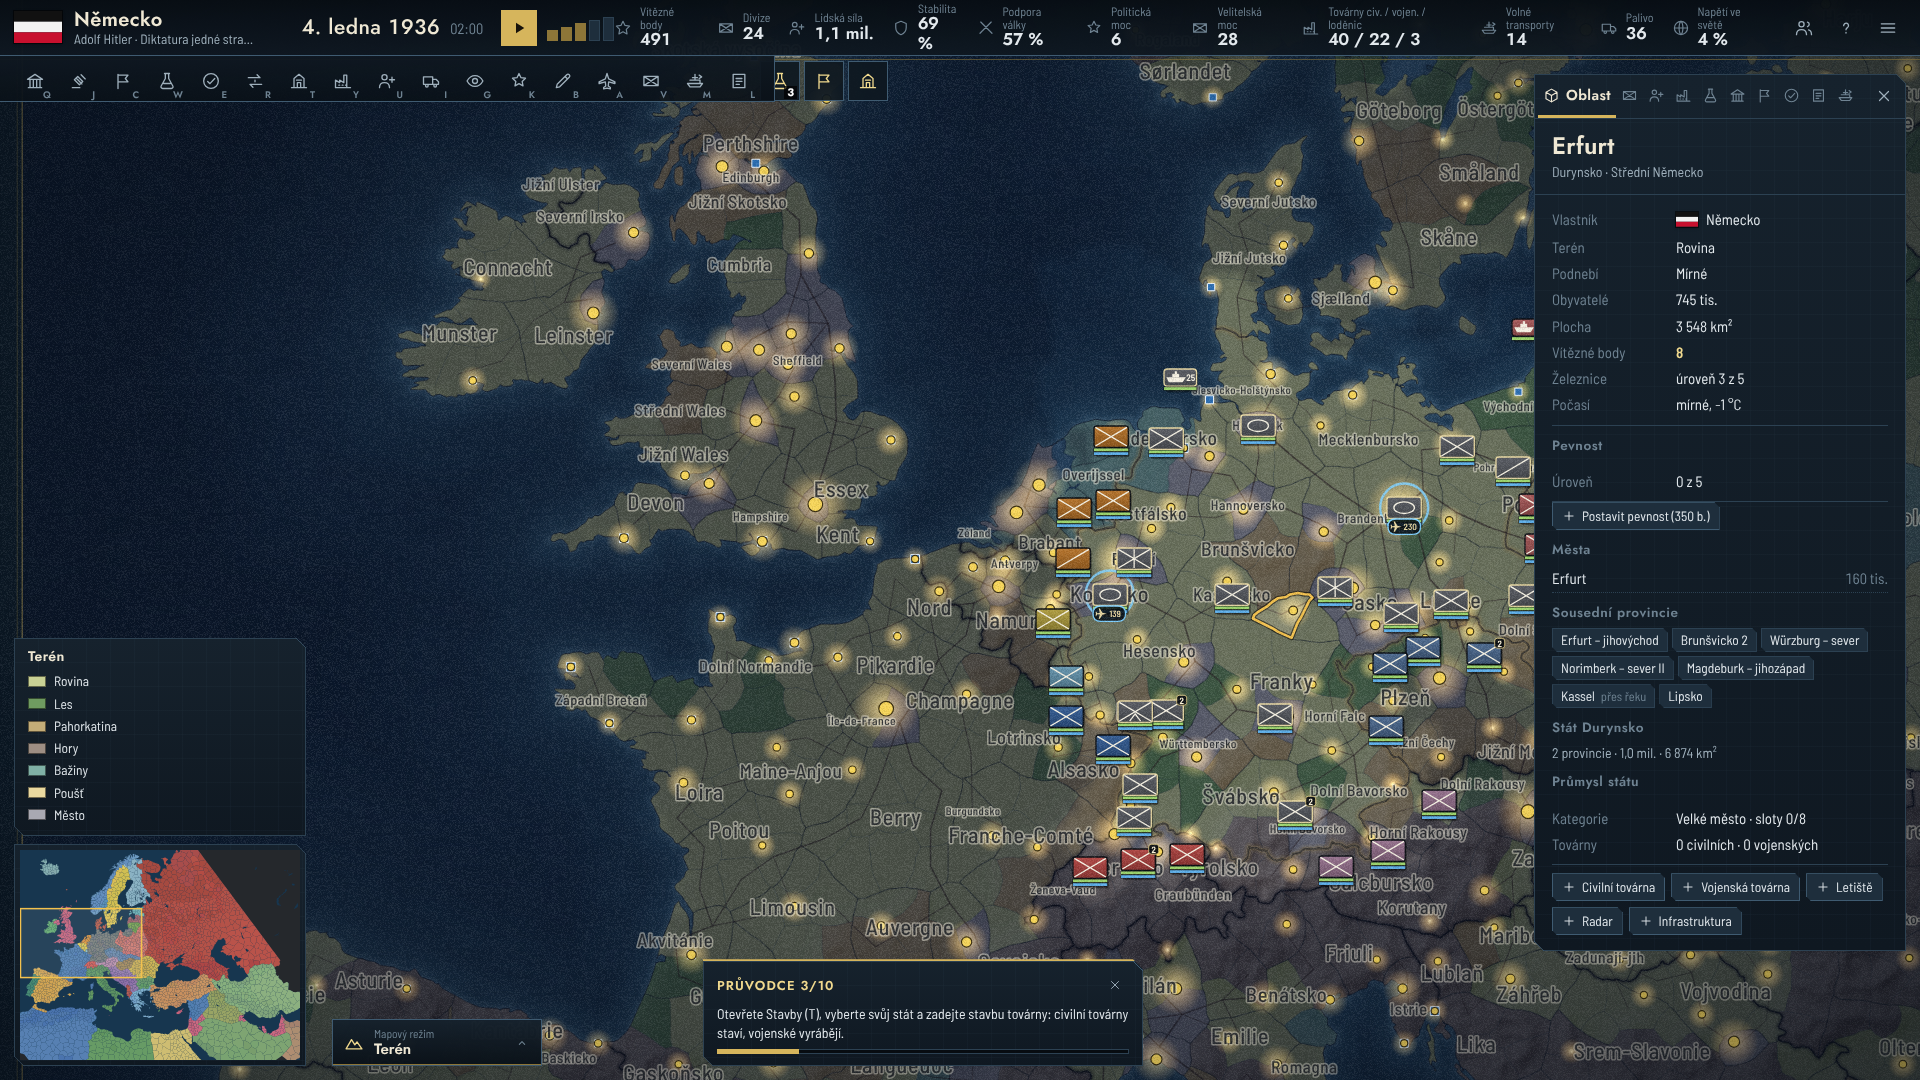 Německo
Adolf Hitler · Diktatura jedné stra...
4. ledna 1936 02:00
Vítězné body
491
Divize
24
Lidská síla
1,1 mil.
Stabilita
69 %
Podpora války
57 %
Politická moc
6
Velitelská moc
28
Továrny civ. / vojen. / loděnic
40 / 22 / 3
Volné transporty
14
Palivo
36
Napětí ve světě
4 %
?
Q J C W E R T Y U I G K B A V M L
3
Sørlandet
Göteborg
Perthshire
Edinburgh
Jižní Ulster
Jižní Skotsko
Severní Irsko
Småland
Severní Jutsko
Skåne
Connacht
Cumbria
Jižní Jutsko
Sjælland
Munster
Leinster
Severní Wales
Sheffield
25
Střední Wales
Mecklenbursko
Jižní Wales
Overijssel
Essex
Devon
Hampshire
Kent
Zéland
Hannoversko
230
Brabant
Antverpy
Brunšvicko
Nord
Namur
139
Hesensko
Dolní Normandie
Pikardie
Západní Bretaň
Champagne
Île-de-France
Franky
Plzeň
2
2
Horní Falc
Lotrinsko
Württembersko
Maine-Anjou
Alsasko
Loira
Švábsko
Dolní Bavorsko
Dolní Rakousy
2
Burgundsko
Berry
Poitou
Franche-Comté
Horní Rakousy
2
Ženeva-Vaud
Graubünden
Limousin
Korutany
Auvergne
Akvitánie
Friuli
Lublaň
Zadunají-jih
Asturie
Benátsko
Záhřeb
Vojvodina
Istrie
Emilie
Lika
Srem-Slavonie
Baskicko
Gaskoňsko
Romagna
Oblast
Erfurt
Durynsko · Střední Německo
Vlastník Německo
Terén Rovina
Podnebí Mírné
Obyvatelé 745 tis.
Plocha 3 548 km²
Vítězné body 8
Železnice úroveň 3 z 5
Počasí mírné, -1 °C
Pevnost
Úroveň 0 z 5
+ Postavit pevnost (350 b.)
Města
Erfurt 160 tis.
Sousední provincie
Erfurt – jihovýchod Brunšvicko 2 Würzburg – sever
Norimberk – sever II Magdeburk – jihozápad
Kassel přes řeku Lipsko
Stát Durynsko
2 provincie · 1,0 mil. · 6 874 km²
Průmysl státu
Kategorie Velké město · sloty 0/8
Továrny 0 civilních · 0 vojenských
+ Civilní továrna + Vojenská továrna + Letiště
+ Radar + Infrastruktura
Terén
Rovina
Les
Pahorkatina
Hory
Bažiny
Poušť
Město
Mapový režim
Terén
PRŮVODCE 3/10
Otevřete Stavby (T), vyberte svůj stát a zadejte stavbu továrny: civilní továrny
staví, vojenské vyrábějí.